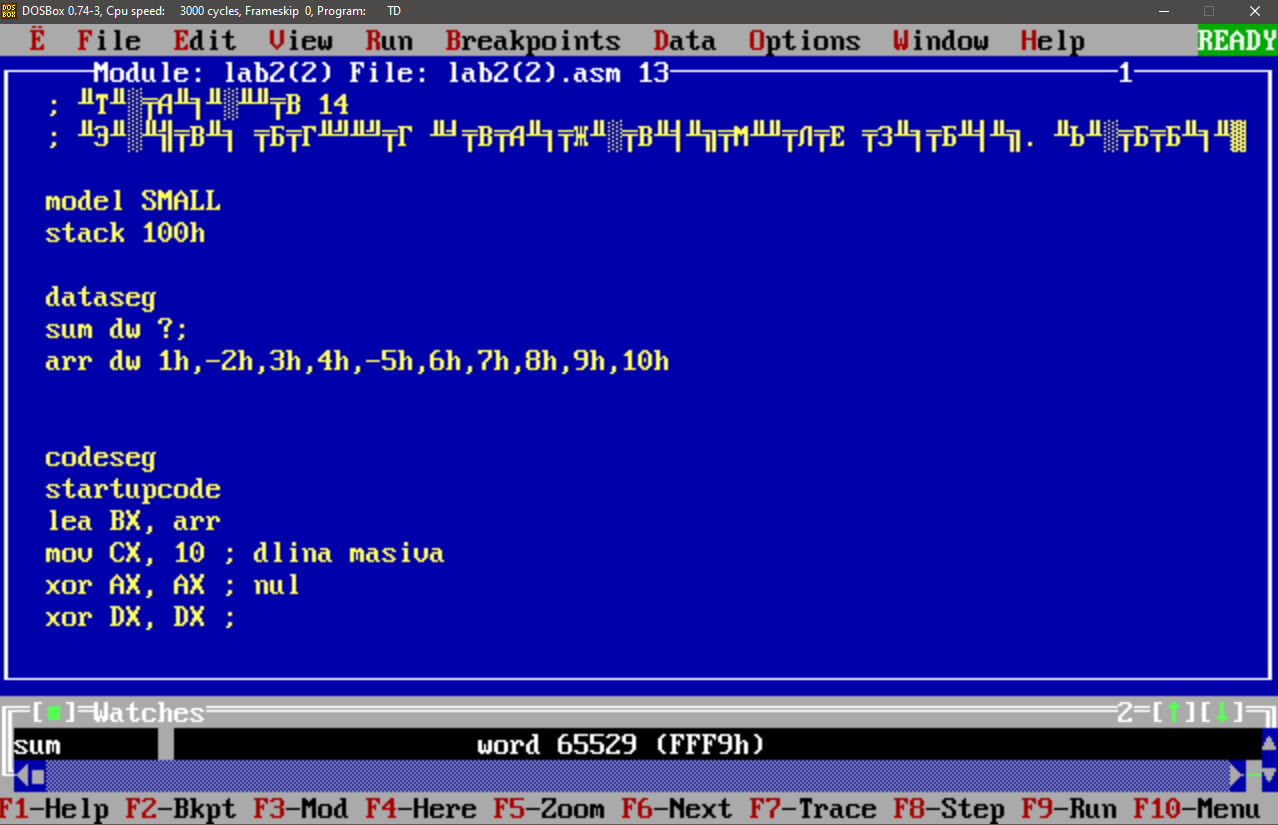 DOSBox 0.74-3, Cpu speed: 3000 cycles, Frameskip 0, Program: TD
Ë File Edit View Run Breakpoints Data Options Window Help READY
Module: lab2(2) File: lab2(2).asm 13 1
; 14
;
model SMALL
stack 100h
dataseg
sum dw ?;
arr dw 1h,-2h,3h,4h,-5h,6h,7h,8h,9h,10h
codeseg
startupcode
lea BX, arr
mov CX, 10 ; dlina masiva
xor AX, AX ; nul
xor DX, DX ;
[■]=Watches 2=[↑][↓]
sum word 65529 (FFF9h)
F1-Help F2-Bkpt F3-Mod F4-Here F5-Zoom F6-Next F7-Trace F8-Step F9-Run F10-Menu